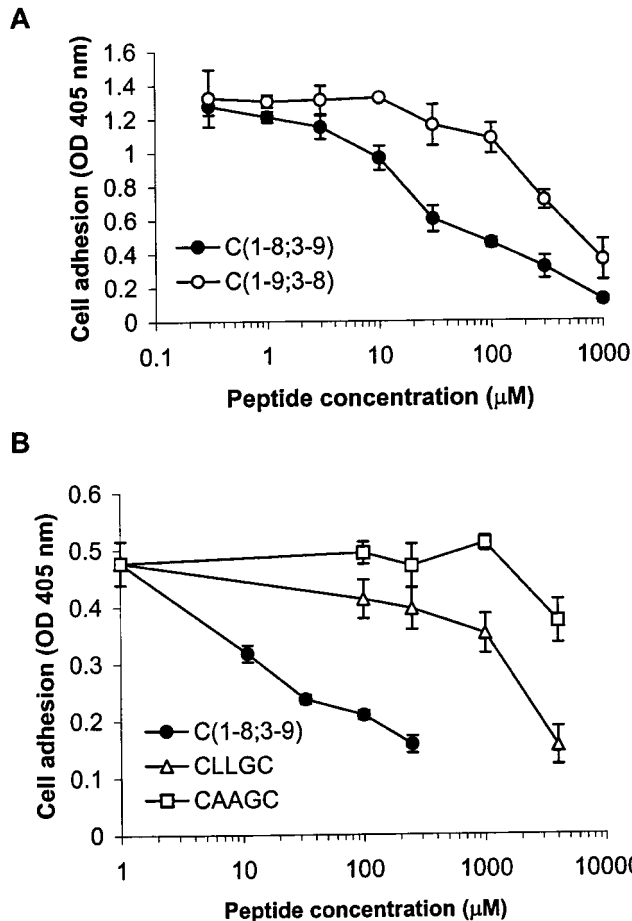 A
Cell adhesion (OD 405 nm)
1.6
1.4
1.2
1
0.8
0.6
0.4
0.2
0
C(1-8;3-9)
C(1-9;3-8)
0.1 1 10 100 1000
Peptide concentration (μM)
B
Cell adhesion (OD 405 nm)
0.6
0.5
0.4
0.3
0.2
0.1
0
C(1-8;3-9)
CLLGC
CAAGC
1 10 100 1000 10000
Peptide concentration (μM)